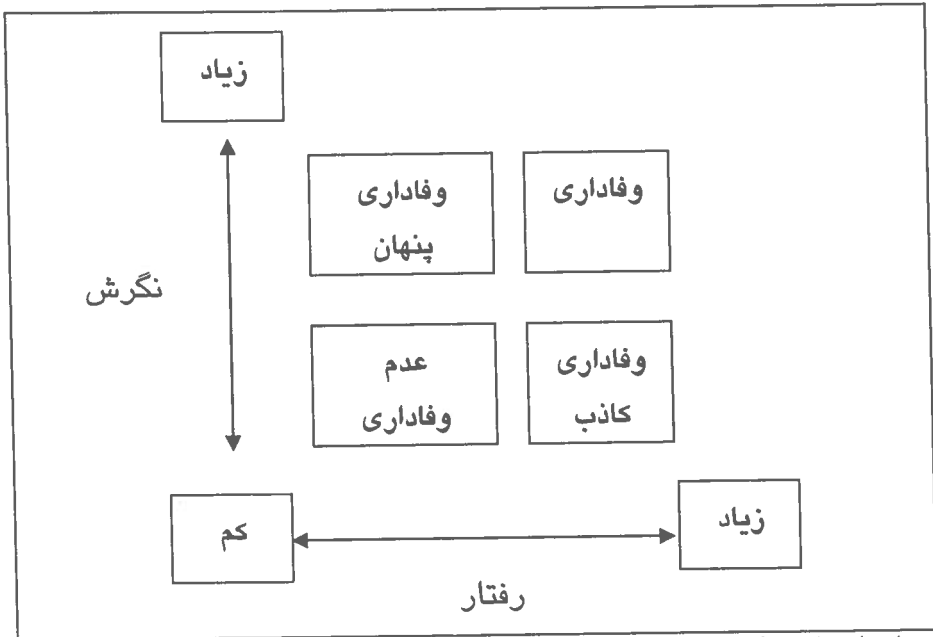 زیاد
وفاداری
وفاداری
پنهان
نگرش
وفاداری
کاذب
عدم
وفاداری
زیاد
کم
رفتار